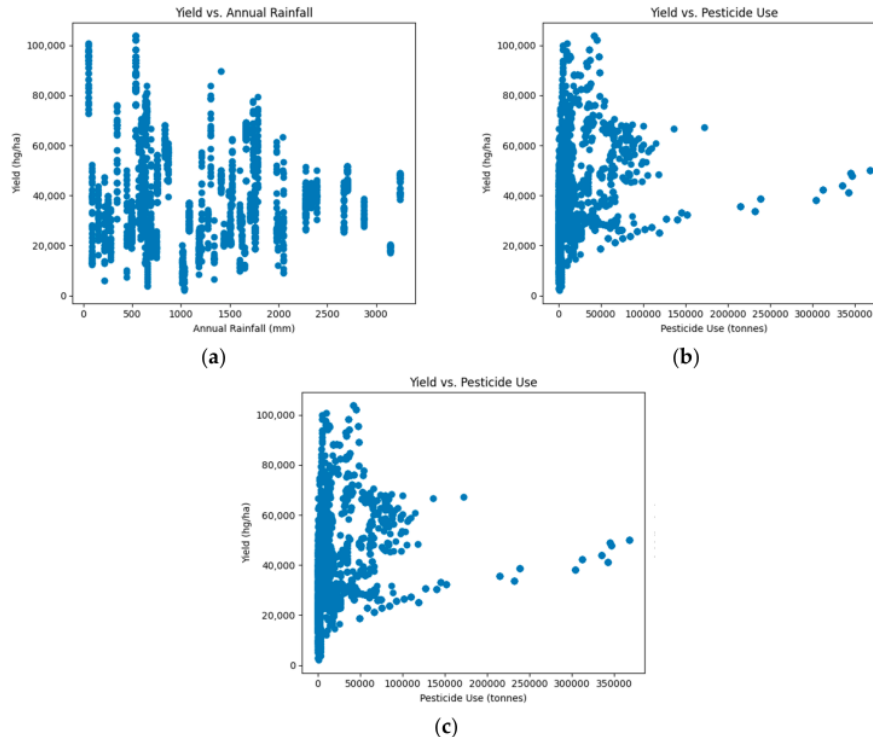 Yield vs. Annual Rainfall
100,000
80,000
60,000
40,000
20,000
0
Yield (hg/ha)
0 500 1000 1500 2000 2500 3000
Annual Rainfall (mm)
(a)
Yield vs. Pesticide Use
100,000
80,000
60,000
40,000
20,000
0
Yield (hg/ha)
0 50000 100000 150000 200000 250000 300000 350000
Pesticide Use (tonnes)
(b)
Yield vs. Pesticide Use
100,000
80,000
60,000
40,000
20,000
0
Yield (hg/ha)
0 50000 100000 150000 200000 250000 300000 350000
Pesticide Use (tonnes)
(c)